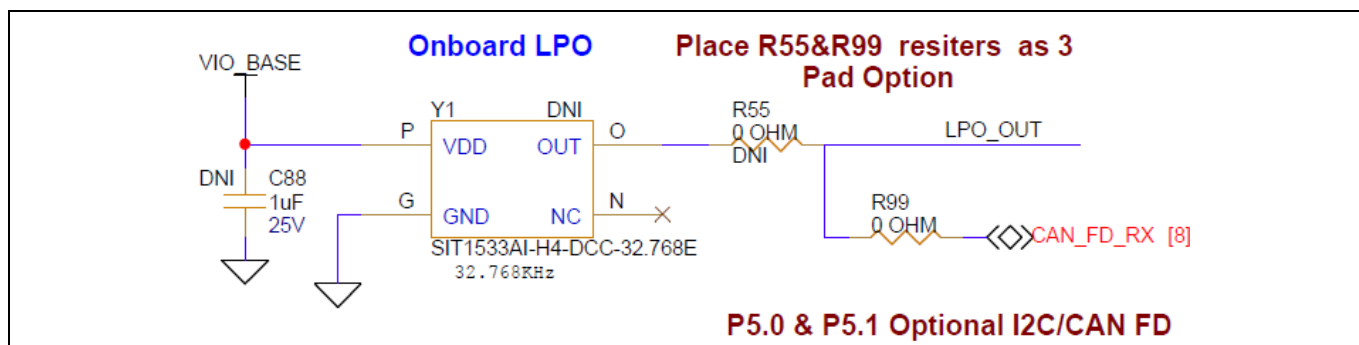 Onboard LPO
Place R55&R99 resiters as 3
Pad Option
VIO_BASE
Y1
DNI
P
VDD
OUT
O
R55
0 OHM
DNI
LPO_OUT
DNI
C88
1uF
25V
G
GND
NC
N
R99
0 OHM
CAN_FD_RX [8]
SIT1533AI-H4-DCC-32.768E
32.768KHz
P5.0 & P5.1 Optional I2C/CAN FD